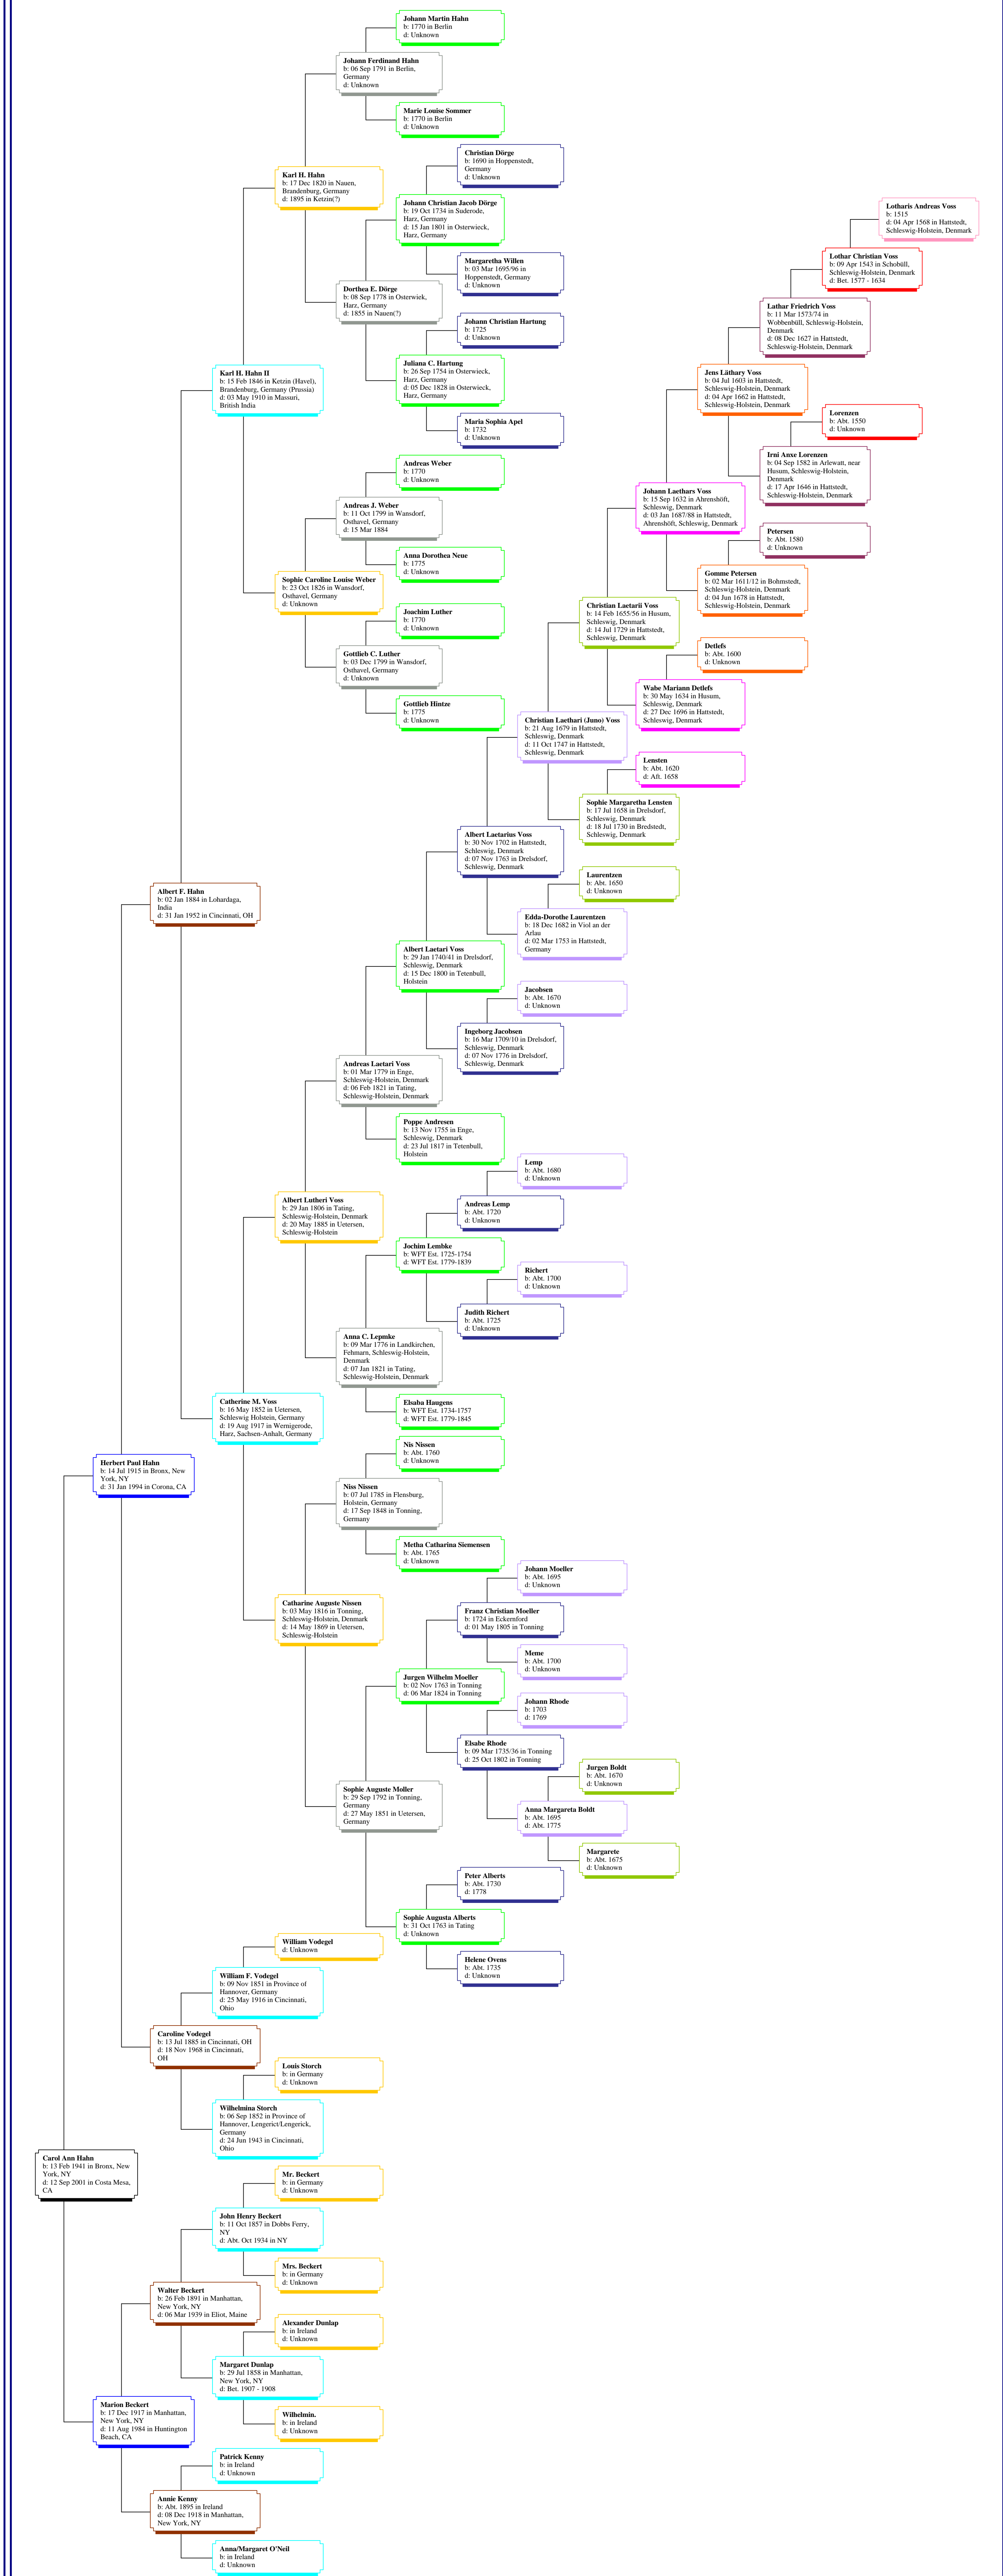 Johann Martin Hahn
b: 1770 in Berlin
d: Unknown
Johann Ferdinand Hahn
b: 06 Sep 1791 in Berlin,
Germany
d: Unknown
Marie Louise Sommer
b: 1770 in Berlin
d: Unknown
Christian Dörge
b: 1690 in Hoppenstedt,
Germany
d: Unknown
Karl H. Hahn
b: 17 Dec 1820 in Nauen,
Brandenburg, Germany
d: 1895 in Ketzin(?)
Johann Christian Jacob Dörge
b: 19 Oct 1734 in Suderode,
Harz, Germany
d: 15 Jan 1801 in Osterwieck,
Harz, Germany
Lotharis Andreas Voss
b: 1515
d: 04 Apr 1568 in Hattstedt,
Schleswig-Holstein, Denmark
Margaretha Willen
b: 03 Mar 1695/96 in
Hoppenstedt, Germany
d: Unknown
Lothar Christian Voss
b: 09 Apr 1543 in Schobüll,
Schleswig-Holstein, Denmark
d: Bet. 1577 - 1634
Dorthea E. Dörge
b: 08 Sep 1778 in Osterwiek,
Harz, Germany
d: 1855 in Nauen(?)
Lathar Friedrich Voss
b: 11 Mar 1573/74 in
Wobbenbüll, Schleswig-Holstein,
Denmark
d: 08 Dec 1627 in Hattstedt,
Schleswig-Holstein, Denmark
Johann Christian Hartung
b: 1725
d: Unknown
Juliana C. Hartung
b: 26 Sep 1754 in Osterwieck,
Harz, Germany
d: 05 Dec 1828 in Osterwieck,
Harz, Germany
Karl H. Hahn II
b: 15 Feb 1846 in Ketzin (Havel),
Brandenburg, Germany (Prussia)
d: 03 May 1910 in Massuri,
British India
Jens Läthary Voss
b: 04 Jul 1603 in Hattstedt,
Schleswig-Holstein, Denmark
d: 04 Apr 1662 in Hattstedt,
Schleswig-Holstein, Denmark
Lorenzen
b: Abt. 1550
d: Unknown
Maria Sophia Apel
b: 1732
d: Unknown
Irni Anxe Lorenzen
b: 04 Sep 1582 in Arlewatt, near
Husum, Schleswig-Holstein,
Denmark
d: 17 Apr 1646 in Hattstedt,
Schleswig-Holstein, Denmark
Andreas Weber
b: 1770
d: Unknown
Johann Laethars Voss
b: 15 Sep 1632 in Ahrenshöft,
Schleswig, Denmark
d: 03 Jan 1687/88 in Hattstedt,
Ahrenshöft, Schleswig, Denmark
Andreas J. Weber
b: 11 Oct 1799 in Wansdorf,
Osthavel, Germany
d: 15 Mar 1884
Petersen
b: Abt. 1580
d: Unknown
Anna Dorothea Neue
b: 1775
d: Unknown
Gomme Petersen
b: 02 Mar 1611/12 in Bohmstedt,
Schleswig-Holstein, Denmark
d: 04 Jun 1678 in Hattstedt,
Schleswig-Holstein, Denmark
Sophie Caroline Louise Weber
b: 23 Oct 1826 in Wansdorf,
Osthavel, Germany
d: Unknown
Christian Laetarii Voss
b: 14 Feb 1655/56 in Husum,
Schleswig, Denmark
d: 14 Jul 1729 in Hattstedt,
Schleswig, Denmark
Joachim Luther
b: 1770
d: Unknown
Gottlieb C. Luther
b: 03 Dec 1799 in Wansdorf,
Osthavel, Germany
d: Unknown
Detlefs
b: Abt. 1600
d: Unknown
Wabe Mariann Detlefs
b: 30 May 1634 in Husum,
Schleswig, Denmark
d: 27 Dec 1696 in Hattstedt,
Schleswig, Denmark
Gottlieb Hintze
b: 1775
d: Unknown
Christian Laethari (Juno) Voss
b: 21 Aug 1679 in Hattstedt,
Schleswig, Denmark
d: 11 Oct 1747 in Hattstedt,
Schleswig, Denmark
Lensten
b: Abt. 1620
d: Aft. 1658
Sophie Margaretha Lensten
b: 17 Jul 1658 in Drelsdorf,
Schleswig, Denmark
d: 18 Jul 1730 in Bredstedt,
Schleswig, Denmark
Albert Laetarius Voss
b: 30 Nov 1702 in Hattstedt,
Schleswig, Denmark
d: 07 Nov 1763 in Drelsdorf,
Schleswig, Denmark
Laurentzen
b: Abt. 1650
d: Unknown
Albert F. Hahn
b: 02 Jan 1884 in Lohardaga,
India
d: 31 Jan 1952 in Cincinnati, OH
Edda-Dorothe Laurentzen
b: 18 Dec 1682 in Viol an der
Arlau
d: 02 Mar 1753 in Hattstedt,
Germany
Albert Laetari Voss
b: 29 Jan 1740/41 in Drelsdorf,
Schleswig, Denmark
d: 15 Dec 1800 in Tetenbull,
Holstein
Jacobsen
b: Abt. 1670
d: Unknown
Ingeborg Jacobsen
b: 16 Mar 1709/10 in Drelsdorf,
Schleswig, Denmark
d: 07 Nov 1776 in Drelsdorf,
Schleswig, Denmark
Andreas Laetari Voss
b: 01 Mar 1779 in Enge,
Schleswig-Holstein, Denmark
d: 06 Feb 1821 in Tating,
Schleswig-Holstein, Denmark
Poppe Andresen
b: 13 Nov 1755 in Enge,
Schleswig, Denmark
d: 23 Jul 1817 in Tetenbull,
Holstein
Lemp
b: Abt. 1680
d: Unknown
Albert Lutheri Voss
b: 29 Jan 1806 in Tating,
Schleswig-Holstein, Denmark
d: 20 May 1885 in Uetersen,
Schleswig-Holstein
Andreas Lemp
b: Abt. 1720
d: Unknown
Jochim Lembke
b: WFT Est. 1725-1754
d: WFT Est. 1779-1839
Richert
b: Abt. 1700
d: Unknown
Judith Richert
b: Abt. 1725
d: Unknown
Anna C. Lepmke
b: 09 Mar 1776 in Landkirchen,
Fehmarn, Schleswig-Holstein,
Denmark
d: 07 Jan 1821 in Tating,
Schleswig-Holstein, Denmark
Elsaba Haugens
b: WFT Est. 1734-1757
d: WFT Est. 1779-1845
Catherine M. Voss
b: 16 May 1852 in Uetersen,
Schleswig Holstein, Germany
d: 19 Aug 1917 in Wernigerode,
Harz, Sachsen-Anhalt, Germany
Nis Nissen
b: Abt. 1760
d: Unknown
Herbert Paul Hahn
b: 14 Jul 1915 in Bronx, New
York, NY
d: 31 Jan 1994 in Corona, CA
Niss Nissen
b: 07 Jul 1785 in Flensburg,
Holstein, Germany
d: 17 Sep 1848 in Tonning,
Germany
Metha Catharina Siemensen
b: Abt. 1765
d: Unknown
Johann Moeller
b: Abt. 1695
d: Unknown
Catharine Auguste Nissen
b: 03 May 1816 in Tonning,
Schleswig-Holstein, Denmark
d: 14 May 1869 in Uetersen,
Schleswig-Holstein
Franz Christian Moeller
b: 1724 in Eckernford
d: 01 May 1805 in Tonning
Meme
b: Abt. 1700
d: Unknown
Jurgen Wilhelm Moeller
b: 02 Nov 1763 in Tonning
d: 06 Mar 1824 in Tonning
Johann Rhode
b: 1703
d: 1769
Elsabe Rhode
b: 09 Mar 1735/36 in Tonning
d: 25 Oct 1802 in Tonning
Jurgen Boldt
b: Abt. 1670
d: Unknown
Sophie Auguste Moller
b: 29 Sep 1792 in Tonning,
Germany
d: 27 May 1851 in Uetersen,
Germany
Anna Margareta Boldt
b: Abt. 1695
d: Abt. 1775
Margarete
b: Abt. 1675
d: Unknown
Peter Alberts
b: Abt. 1730
d: 1778
Sophie Augusta Alberts
b: 31 Oct 1763 in Tating
d: Unknown
William Vodegel
d: Unknown
Helene Ovens
b: Abt. 1735
d: Unknown
William F. Vodegel
b: 09 Nov 1851 in Province of
Hannover, Germany
d: 25 May 1916 in Cincinnati,
Ohio
Caroline Vodegel
b: 13 Jul 1885 in Cincinnati, OH
d: 18 Nov 1968 in Cincinnati,
OH
Louis Storch
b: in Germany
d: Unknown
Wilhelmina Storch
b: 06 Sep 1852 in Province of
Hannover, Lengerict/Lengerick,
Germany
d: 24 Jun 1943 in Cincinnati,
Ohio
Carol Ann Hahn
b: 13 Feb 1941 in Bronx, New
York, NY
d: 12 Sep 2001 in Costa Mesa,
CA
Mr. Beckert
b: in Germany
d: Unknown
John Henry Beckert
b: 11 Oct 1857 in Dobbs Ferry,
NY
d: Abt. Oct 1934 in NY
Mrs. Beckert
b: in Germany
d: Unknown
Walter Beckert
b: 26 Feb 1891 in Manhattan,
New York, NY
d: 06 Mar 1939 in Eliot, Maine
Alexander Dunlap
b: in Ireland
d: Unknown
Margaret Dunlap
b: 29 Jul 1858 in Manhattan,
New York, NY
d: Bet. 1907 - 1908
Marion Beckert
b: 17 Dec 1917 in Manhattan,
New York, NY
d: 11 Aug 1984 in Huntington
Beach, CA
Wilhelmin.
b: in Ireland
d: Unknown
Patrick Kenny
b: in Ireland
d: Unknown
Annie Kenny
b: Abt. 1895 in Ireland
d: 08 Dec 1918 in Manhattan,
New York, NY
Anna/Margaret O'Neil
b: in Ireland
d: Unknown